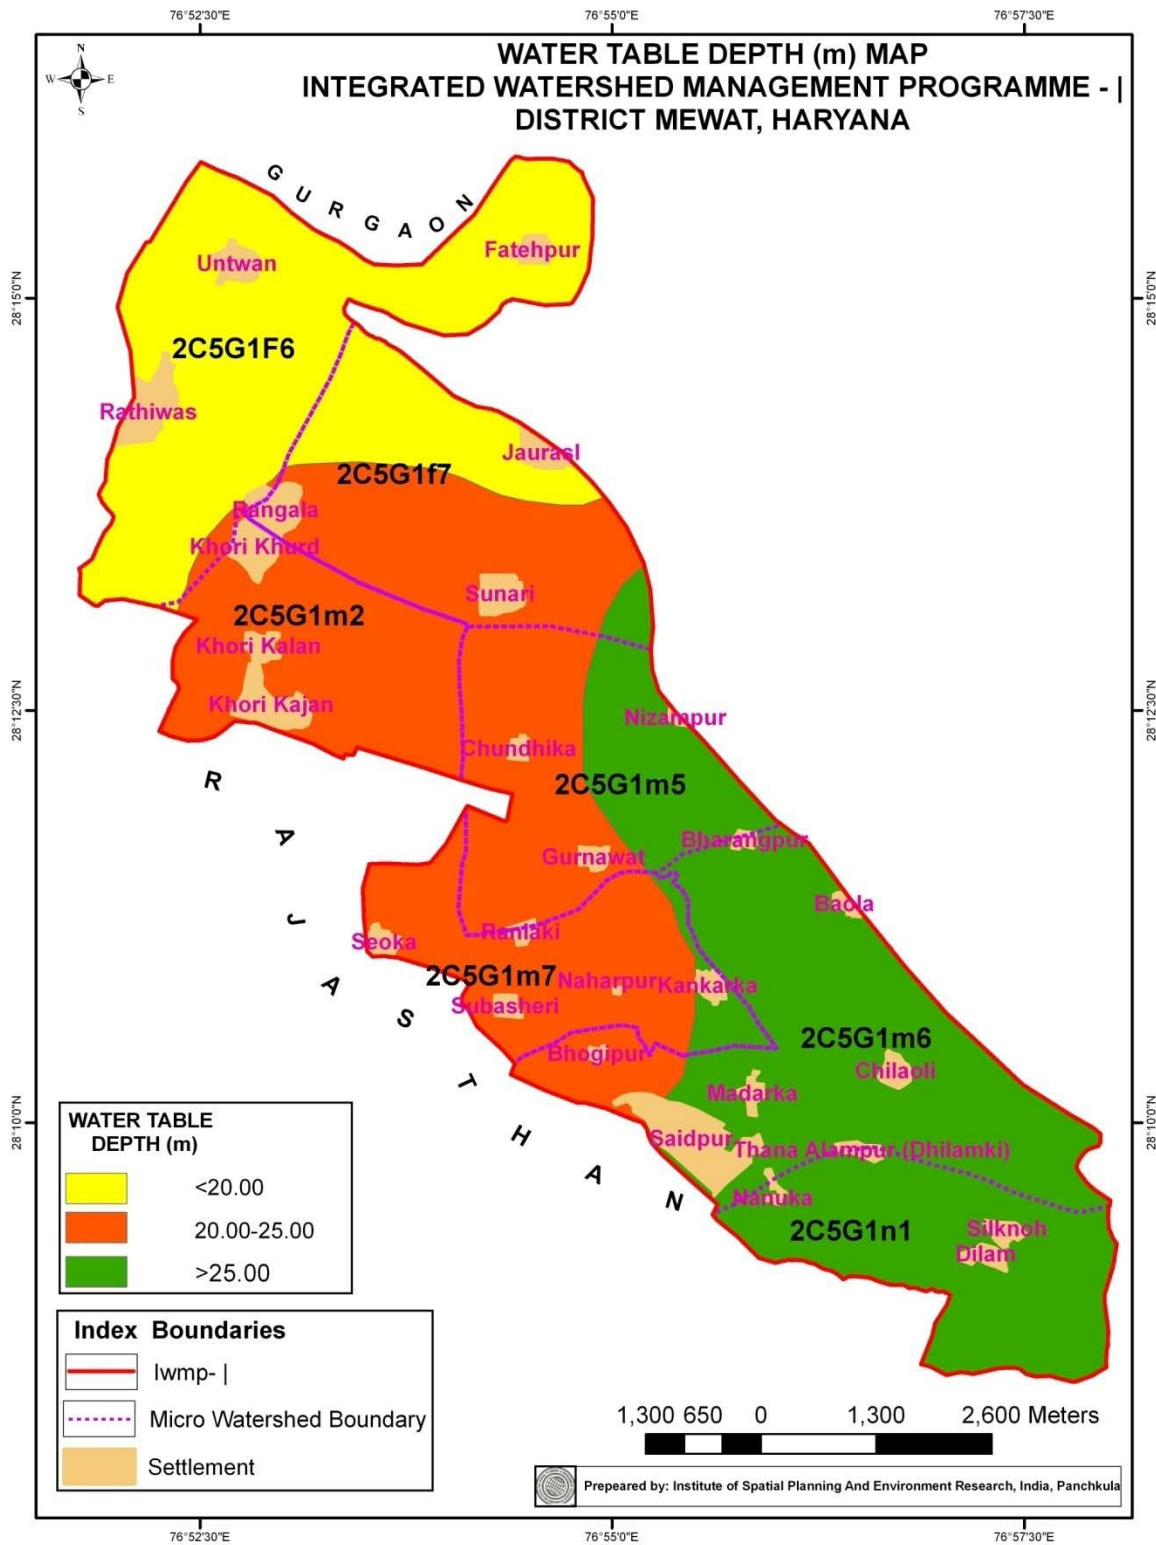 76°52'30"E
76°55'0"E
76°57'30"E
WATER TABLE DEPTH (m) MAP
INTEGRATED WATERSHED MANAGEMENT PROGRAMME - |
DISTRICT MEWAT, HARYANA
N
W E
S
GURGAON
Fatehpur
Untwan
28°15'0"N
28°15'0"N
2C5G1F6
Rathiwas
Jaurasl
2C5G1f7
Rangala
Khori Khurd
Sunari
2C5G1m2
Khori Kalan
Khori Kajan
28°12'30"N
28°12'30"N
Nizampur
Chundhika
RAJASTHAN
2C5G1m5
Bharangpur
Gurnawat
Baola
Ranlaki
Seoka
2C5G1m7
Naharpur
Kankarka
Subasheri
2C5G1m6
Bhogipur
Chilaoli
Madarka
28°10'0"N
28°10'0"N
Saidpur
Thana Alampur (Dhilamki)
Nanuka
2C5G1n1
Silknoh
Dilam
WATER TABLE
DEPTH (m)
<20.00
20.00-25.00
>25.00
Index Boundaries
Iwmp- |
Micro Watershed Boundary
Settlement
1,300 650 0 1,300 2,600 Meters
Prepeared by: Institute of Spatial Planning And Environment Research, India, Panchkula
76°52'30"E
76°55'0"E
76°57'30"E